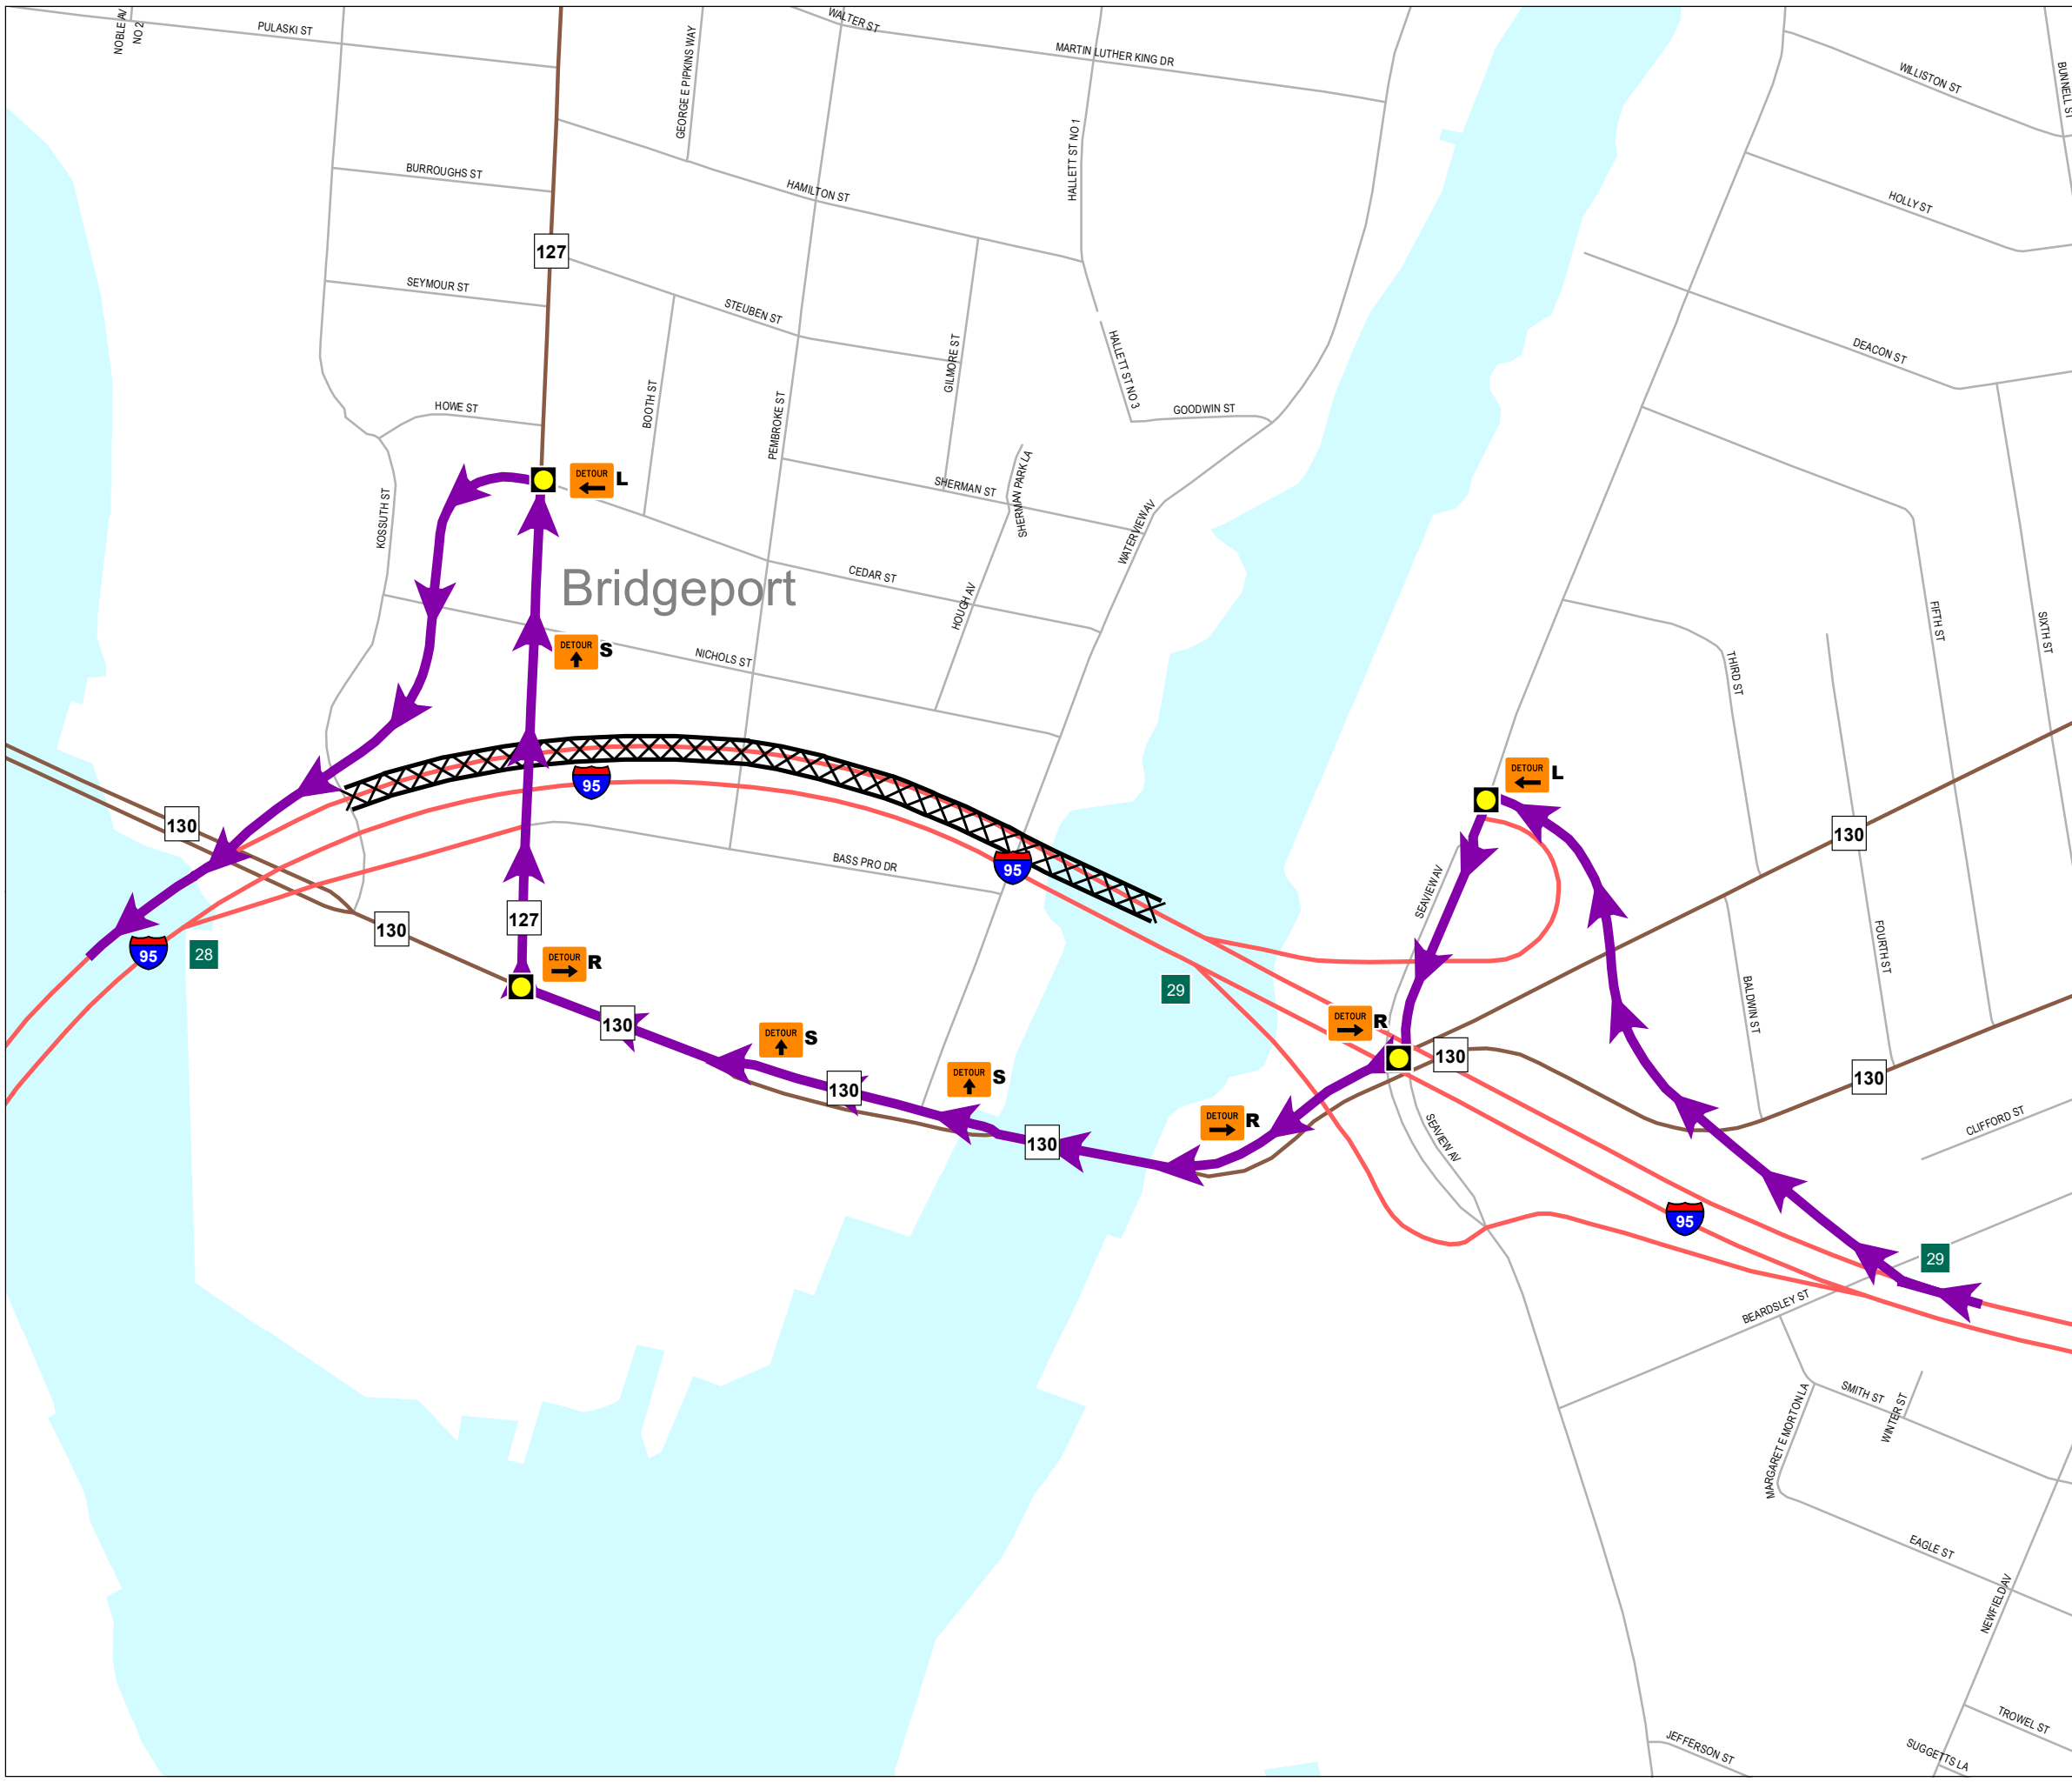 NOBLE AV
NO 2
PULASKI ST
GEORGE E PIPKINS WAY
WALTER ST
MARTIN LUTHER KING DR
WILLISTON ST
BUNNELL ST
BURROUGHS ST
HAMILTON ST
HALLETT ST NO 1
HOLLY ST
127
SEYMOUR ST
STEUBEN ST
GILMORE ST
HALLETT ST NO 3
DEACON ST
HOWE ST
BOOTH ST
PEMBROKE ST
GOODWIN ST
DETOUR
L
KOSSUTH ST
SHERMAN ST
SHERMAN PARK LA
WATERVIEW AV
Bridgeport
CEDAR ST
HOUGH AV
FIFTH ST
SIXTH ST
DETOUR
S
NICHOLS ST
THIRD ST
95
DETOUR
L
130
130
BASS PRO DR
95
SEAVIEW AV
127
130
95
28
DETOUR
R
29
FOURTH ST
BALDWIN ST
130
DETOUR
S
DETOUR
R
130
130
130
DETOUR
S
DETOUR
R
130
SEAVIEW AV
CLIFFORD ST
95
29
BEARDSLEY ST
MARGARET E MORTON LA
SMITH ST
WINTER ST
EAGLE ST
NEWFIELD AV
TROWEL ST
JEFFERSON ST
SUGGETTS LA